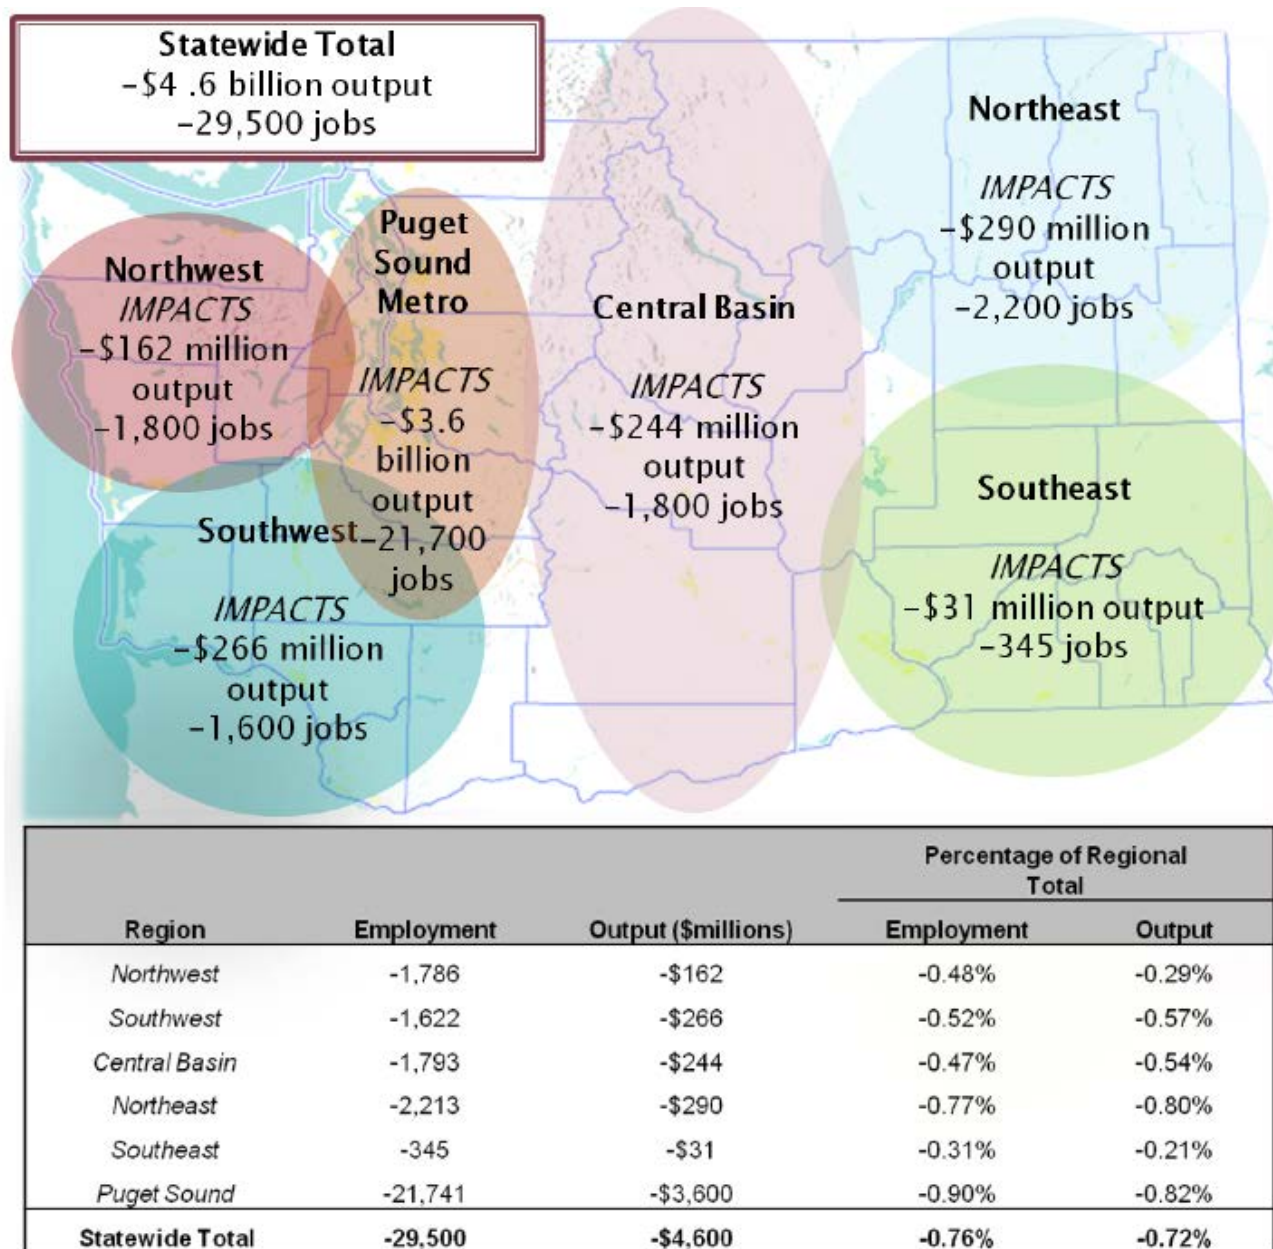 Statewide Total
-$4 .6 billion output
-29,500 jobs
Northwest
IMPACTS
-$162 million
output
-1,800 jobs
Puget
Sound
Metro
IMPACTS
-$3.6
billion
output
-21,700
jobs
Southwest
IMPACTS
-$266 million
output
-1,600 jobs
Central Basin
IMPACTS
-$244 million
output
-1,800 jobs
Northeast
IMPACTS
-$290 million
output
-2,200 jobs
Southeast
IMPACTS
-$31 million output
-345 jobs
Percentage of Regional
Total
Region Employment Output ($millions) Employment Output
Northwest -1,786 -$162 -0.48% -0.29%
Southwest -1,622 -$266 -0.52% -0.57%
Central Basin -1,793 -$244 -0.47% -0.54%
Northeast -2,213 -$290 -0.77% -0.80%
Southeast -345 -$31 -0.31% -0.21%
Puget Sound -21,741 -$3,600 -0.90% -0.82%
Statewide Total -29,500 -$4,600 -0.76% -0.72%